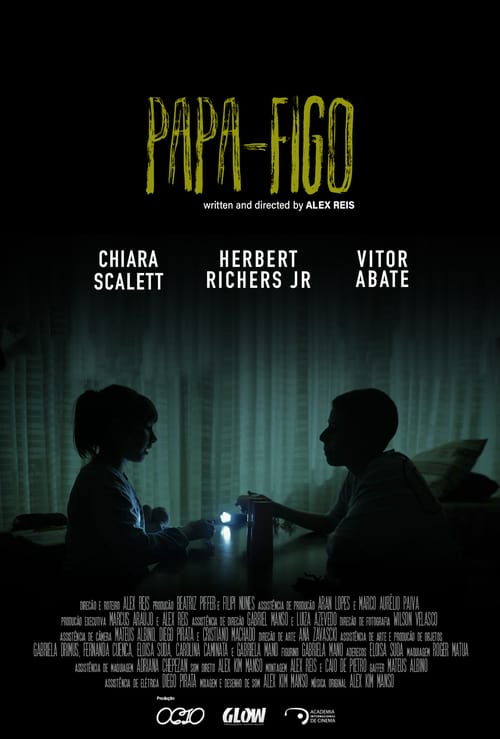 PAPA-FIGO
written and directed by ALEX REIS
CHIARA SCALETT
HERBERT RICHERS JR
VITOR ABATE
DIREÇÃO E ROTEIRO ALEX REIS PRODUÇÃO BEATRIZ PIFFER E FILIPI NUNES ASSISTÊNCIA DE PRODUÇÃO ARAN LOPES E MARCO AURÉLIO PAIVA
PRODUÇÃO EXECUTIVA MARCUS ARAUJO E ALEX REIS ASSISTÊNCIA DE DIREÇÃO GABRIEL MANSO E LUIZA AZEVEDO DIREÇÃO DE FOTOGRAFIA WILSON VELASCO
ASSISTÊNCIA DE CÂMERA MATEUS ALBINO, DIEGO PIRATA E CRISTIANO MACHADO DIREÇÃO DE ARTE ANA ZAVASCKI ASSISTÊNCIA DE ARTE E PRODUÇÃO DE OBJETOS
GABRIELA DRIMUS, FERNANDA CUENCA, ELOISA SUDA, CAROLINA CAMINATA E GABRIELA MANO FIGURINO GABRIELA MANO ADEREÇOS ELOISA SUDA MAQUIAGEM ROGER MATUA
ASSISTÊNCIA DE MAQUIAGEM ADRIANA CHEPEZAN SOM DIRETO ALEX KIM MANSO MONTAGEM ALEX REIS E CAIO DE PIETRO GAFFER MATEUS ALBINO
ASSISTÊNCIA DE ELÉTRICA DIEGO PIRATA MIXAGEM E DESENHO DE SOM ALEX KIM MANSO MÚSICA ORIGINAL ALEX KIM MANSO
Produção
OCIO
GLOW
ACADEMIA
INTERNACIONAL
DE CINEMA